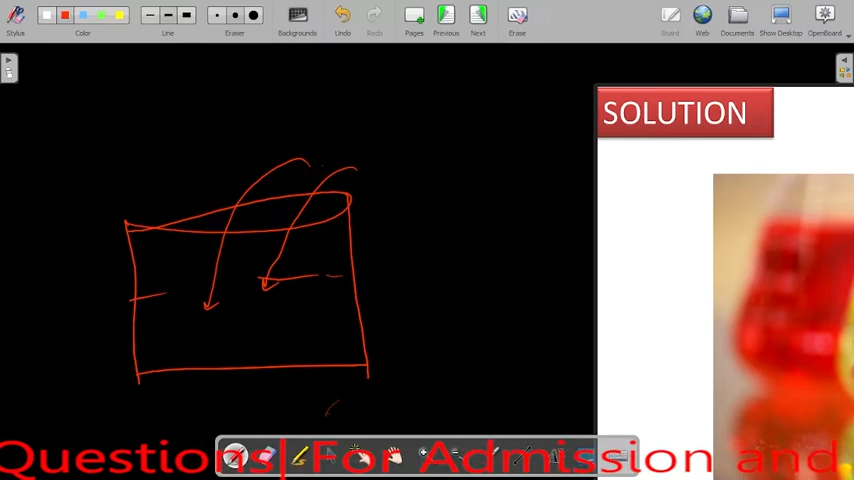 Stylus Color Line Eraser Backgrounds Undo Redo Pages Previous Next Erase Board Web Documents Show Desktop OpenBoard
SOLUTION
Questions| For Admission and